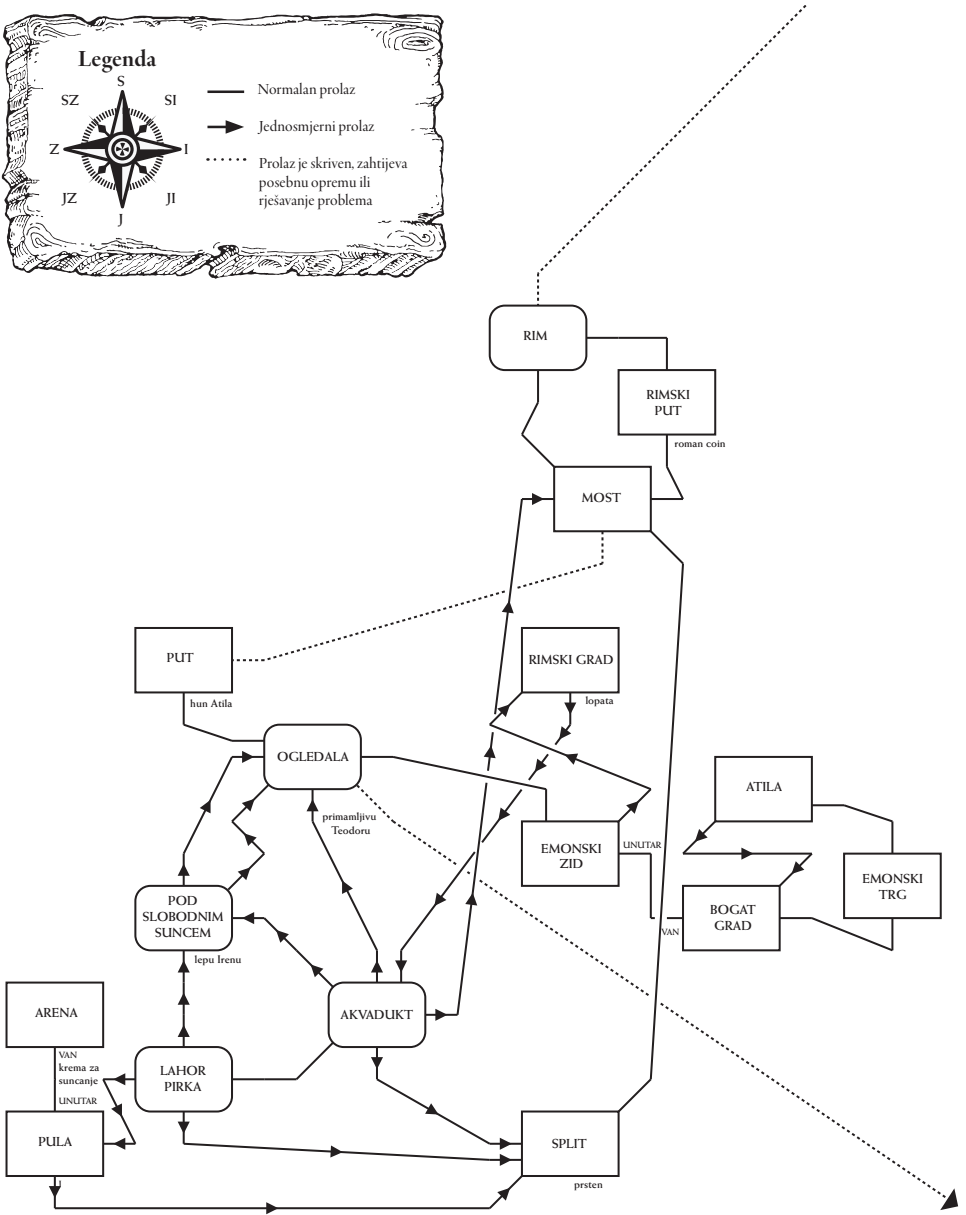 Legenda
S
SZ
SI
Z
I
JZ
JI
J
Normalan prolaz
Jednosmjerni prolaz
Prolaz je skriven, zahtijeva
posebnu opremu ili
rješavanje problema
RIM
RIMSKI
PUT
roman coin
MOST
PUT
hun Atila
RIMSKI GRAD
lopata
OGLEDALA
primamljivu
Teodoru
ATILA
EMONSKI
ZID
UNUTAR
EMONSKI
TRG
BOGAT
GRAD
VAN
POD
SLOBODNIM
SUNCEM
lepu Irenu
ARENA
VAN
krema za
suncanje
UNUTAR
AKVADUKT
LAHOR
PIRKA
PULA
J
SPLIT
prsten